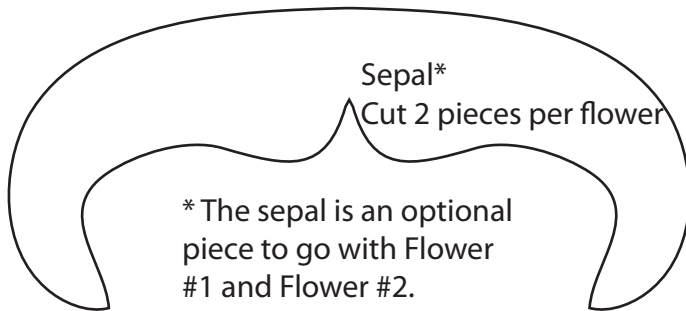 Sepal*
Cut 2 pieces per flower
* The sepal is an optional
piece to go with Flower
#1 and Flower #2.